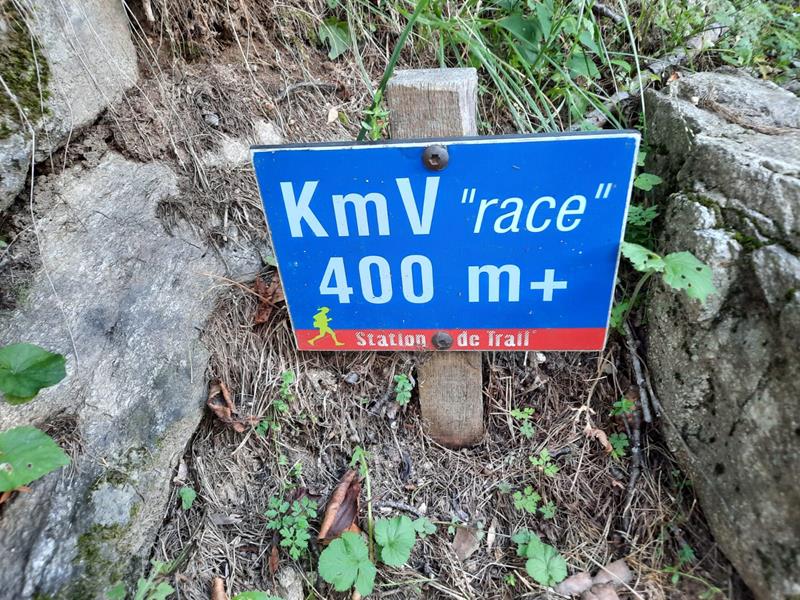 KmV "race"
400 m+
Station de Trail